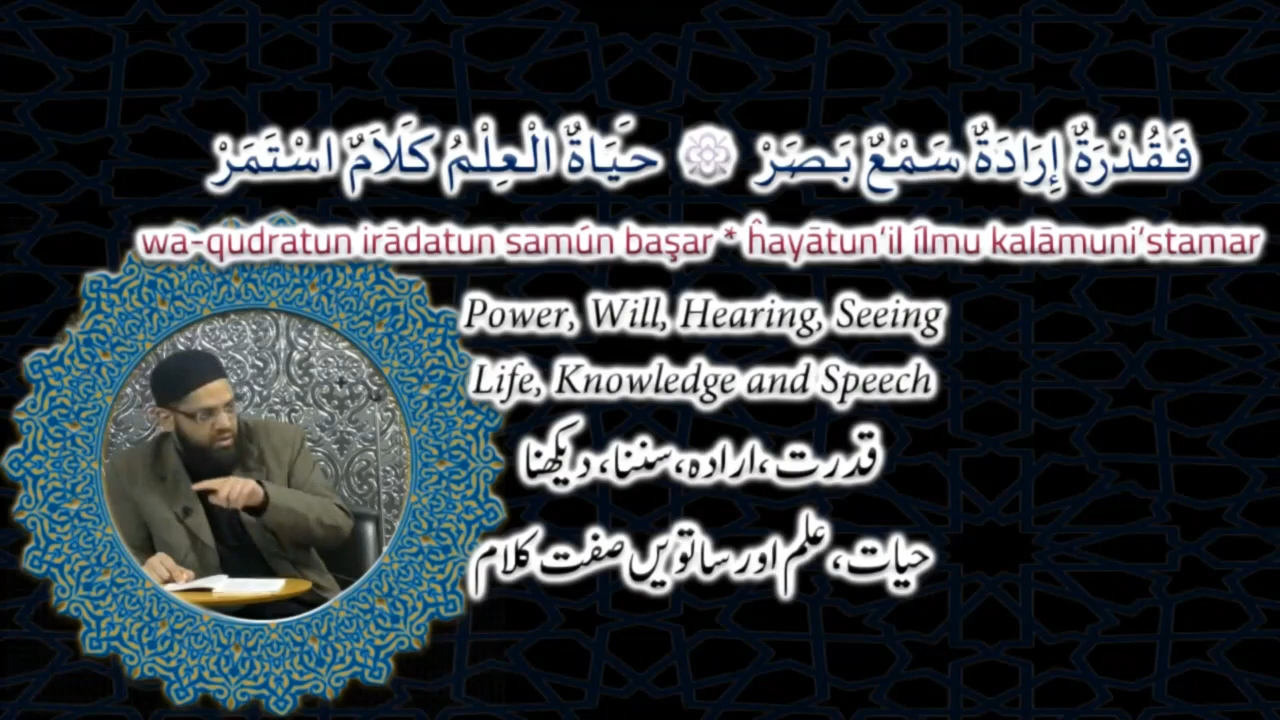 فَقُدْرَةٌ إِرَادَةٌ سَمْعٌ بَصَرْ ۞ حَيَاةٌ الْعِلْمُ كَلَامٌ اسْتَمَرْ
wa-qudratun irādatun samún başar * ĥayātun‘il ílmu kalāmuni‘stamar
Power, Will, Hearing, Seeing
Life, Knowledge and Speech
قدرت، ارادہ، سننا، دیکھنا
حیات، علم اور ساتویں صفت کلام